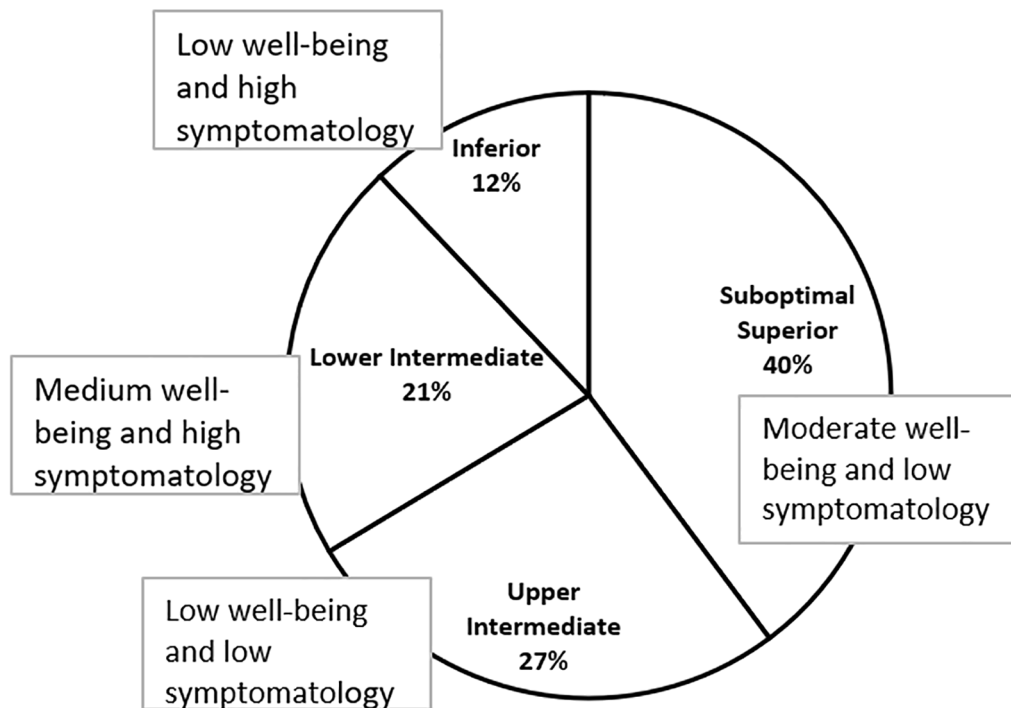 Low well-being
and high
symptomatology
Inferior
12%
Suboptimal
Superior
40%
Lower Intermediate
21%
Medium well-
being and high
symptomatology
Moderate well-
being and low
symptomatology
Upper
Intermediate
27%
Low well-being
and low
symptomatology